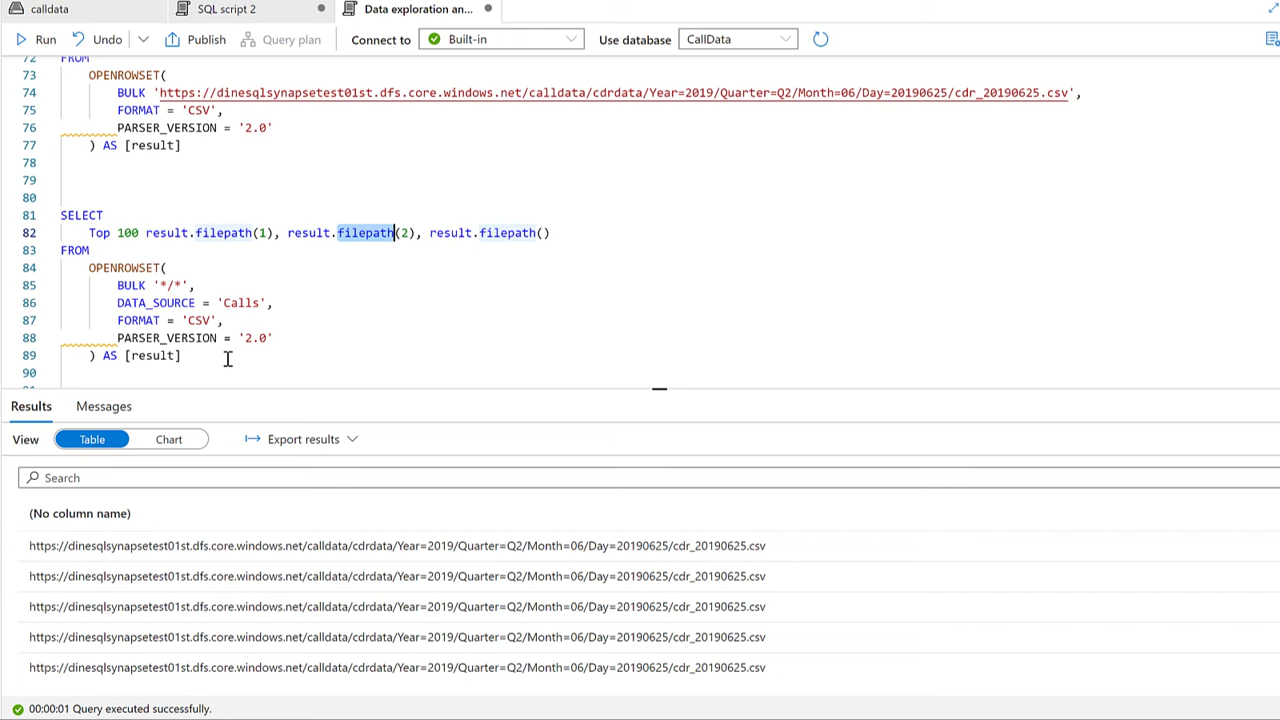 calldata SQL script 2 Data exploration an...
Run Undo Publish Query plan Connect to Built-in Use database CallData
72 FROM
73 OPENROWSET(
74 BULK 'https://dinesqlsynapsetest01st.dfs.core.windows.net/calldata/cdrdata/Year=2019/Quarter=Q2/Month=06/Day=20190625/cdr_20190625.csv',
75 FORMAT = 'CSV',
76 PARSER_VERSION = '2.0'
77 ) AS [result]
78
79
80
81 SELECT
82 Top 100 result.filepath(1), result.filepath(2), result.filepath()
83 FROM
84 OPENROWSET(
85 BULK '*/*',
86 DATA_SOURCE = 'Calls',
87 FORMAT = 'CSV',
88 PARSER_VERSION = '2.0'
89 ) AS [result]
90
91
Results Messages
View Table Chart Export results
Search
(No column name)
https://dinesqlsynapsetest01st.dfs.core.windows.net/calldata/cdrdata/Year=2019/Quarter=Q2/Month=06/Day=20190625/cdr_20190625.csv
https://dinesqlsynapsetest01st.dfs.core.windows.net/calldata/cdrdata/Year=2019/Quarter=Q2/Month=06/Day=20190625/cdr_20190625.csv
https://dinesqlsynapsetest01st.dfs.core.windows.net/calldata/cdrdata/Year=2019/Quarter=Q2/Month=06/Day=20190625/cdr_20190625.csv
https://dinesqlsynapsetest01st.dfs.core.windows.net/calldata/cdrdata/Year=2019/Quarter=Q2/Month=06/Day=20190625/cdr_20190625.csv
https://dinesqlsynapsetest01st.dfs.core.windows.net/calldata/cdrdata/Year=2019/Quarter=Q2/Month=06/Day=20190625/cdr_20190625.csv
00:00:01 Query executed successfully.